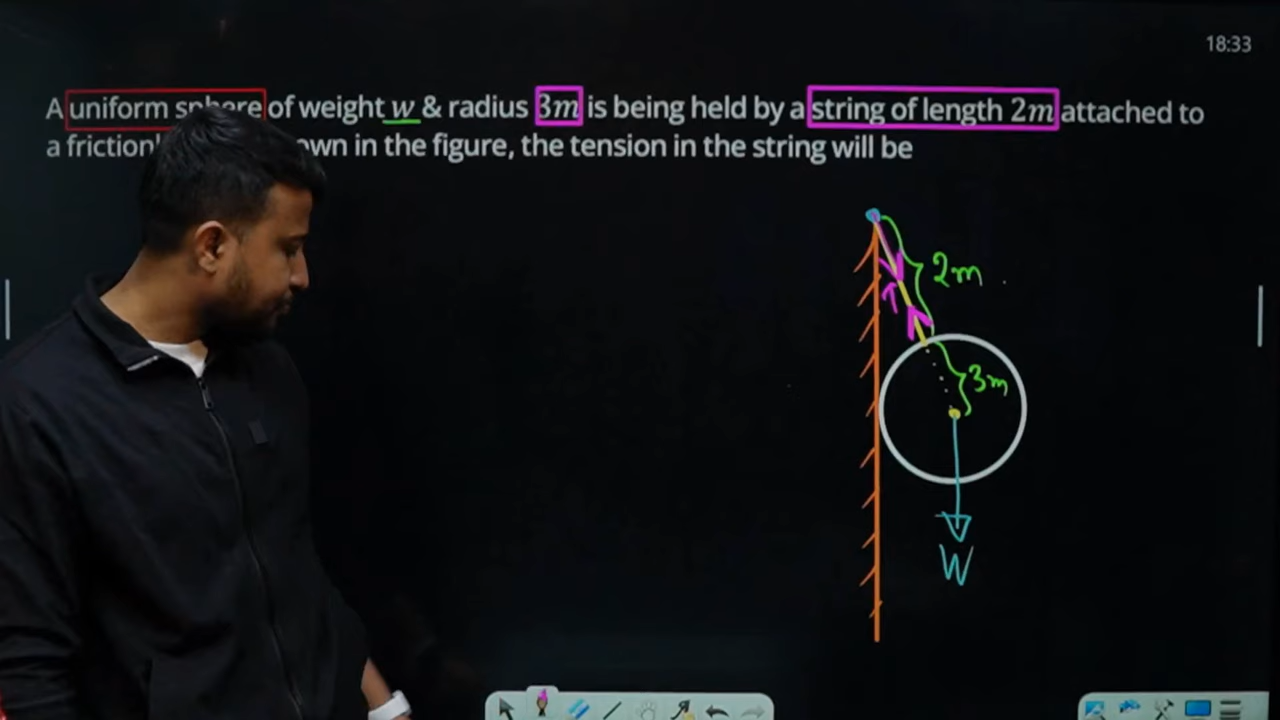 18:33
A uniform sphere of weight w & radius 3m is being held by a string of length 2m attached to
a friction own in the figure, the tension in the string will be
2m
T
3m
W